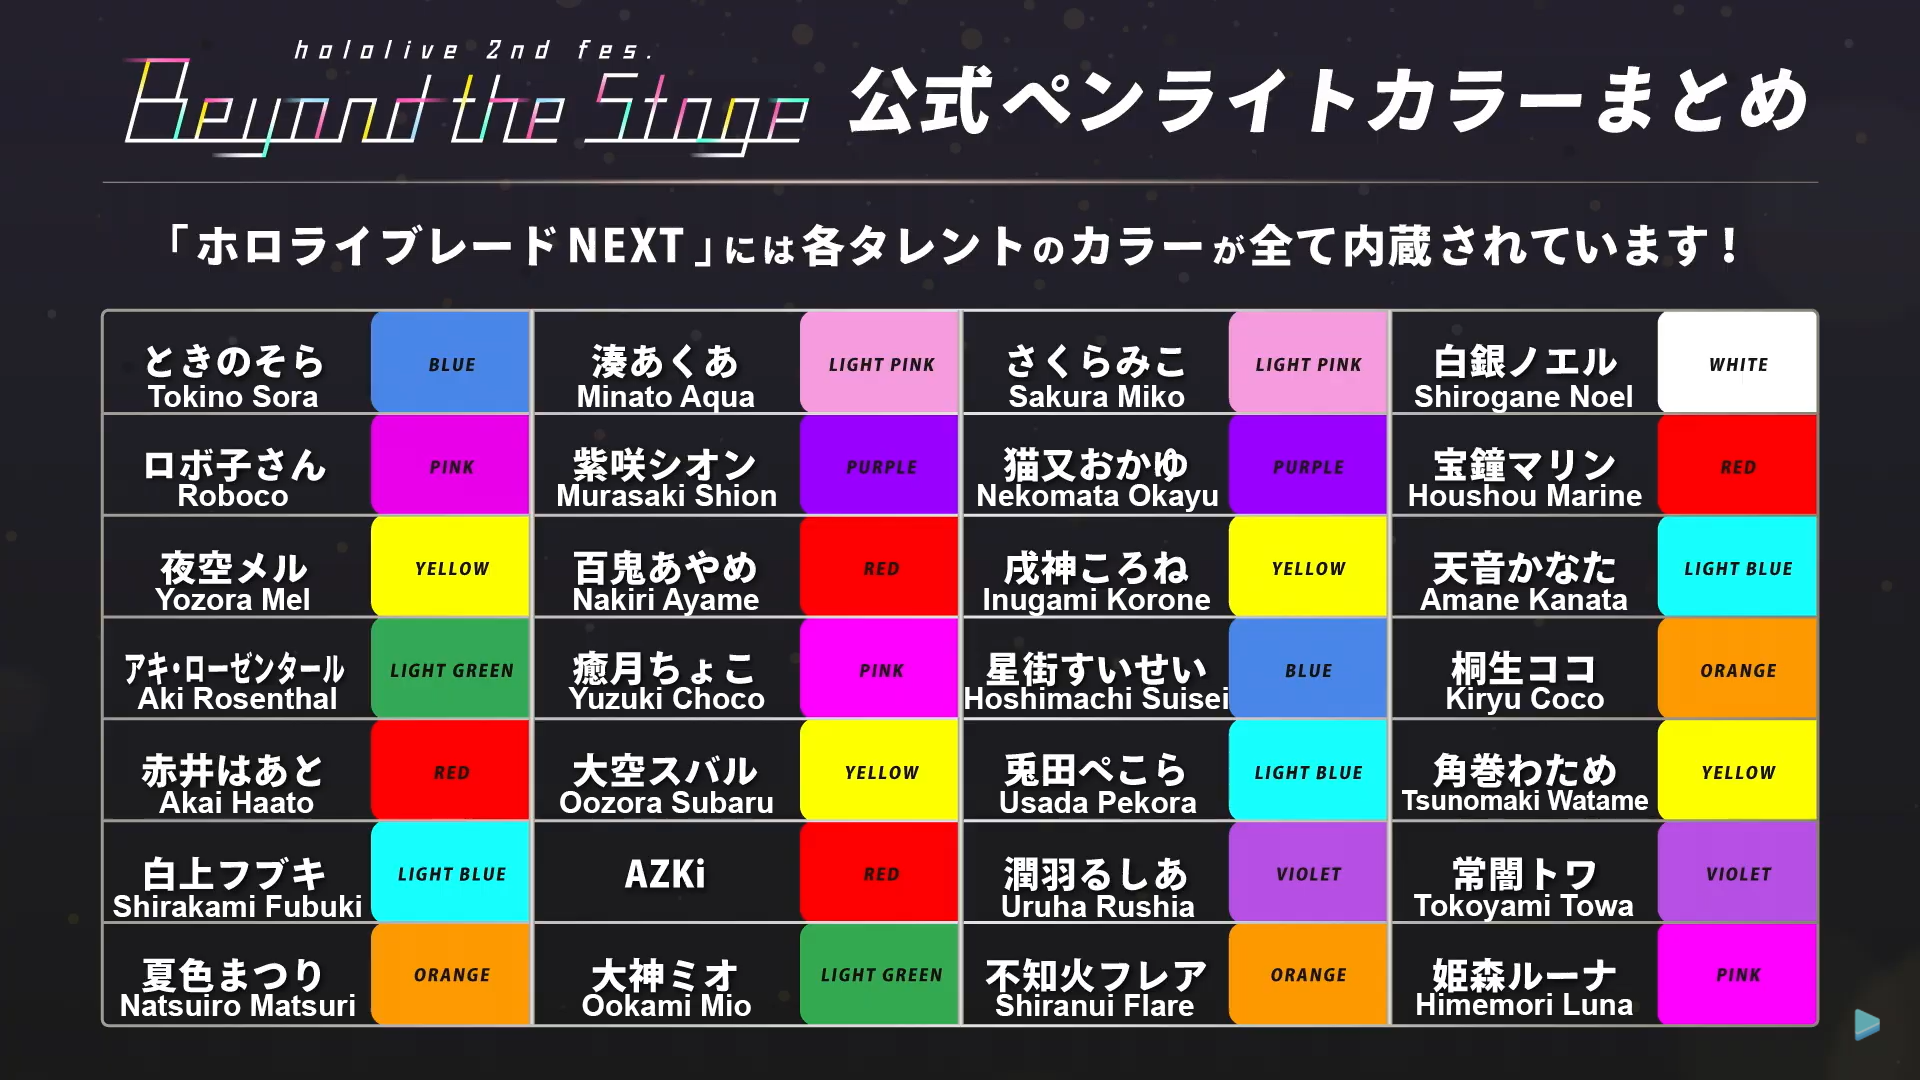 hololive 2nd fes.
Beyond the Stage
公式ペンライトカラーまとめ
「ホロライブレードNEXT」には各タレントのカラーが全て内蔵されています！
ときのそら
Tokino Sora
BLUE
湊あくあ
Minato Aqua
LIGHT PINK
さくらみこ
Sakura Miko
LIGHT PINK
白銀ノエル
Shirogane Noel
WHITE
ロボ子さん
Roboco
PINK
紫咲シオン
Murasaki Shion
PURPLE
猫又おかゆ
Nekomata Okayu
PURPLE
宝鐘マリン
Houshou Marine
RED
夜空メル
Yozora Mel
YELLOW
百鬼あやめ
Nakiri Ayame
RED
戌神ころね
Inugami Korone
YELLOW
天音かなた
Amane Kanata
LIGHT BLUE
アキ・ローゼンタール
Aki Rosenthal
LIGHT GREEN
癒月ちょこ
Yuzuki Choco
PINK
星街すいせい
Hoshimachi Suisei
BLUE
桐生ココ
Kiryu Coco
ORANGE
赤井はあと
Akai Haato
RED
大空スバル
Oozora Subaru
YELLOW
兎田ぺこら
Usada Pekora
LIGHT BLUE
角巻わため
Tsunomaki Watame
YELLOW
白上フブキ
Shirakami Fubuki
LIGHT BLUE
AZKi
RED
潤羽るしあ
Uruha Rushia
VIOLET
常闇トワ
Tokoyami Towa
VIOLET
夏色まつり
Natsuiro Matsuri
ORANGE
大神ミオ
Ookami Mio
LIGHT GREEN
不知火フレア
Shiranui Flare
ORANGE
姫森ルーナ
Himemori Luna
PINK